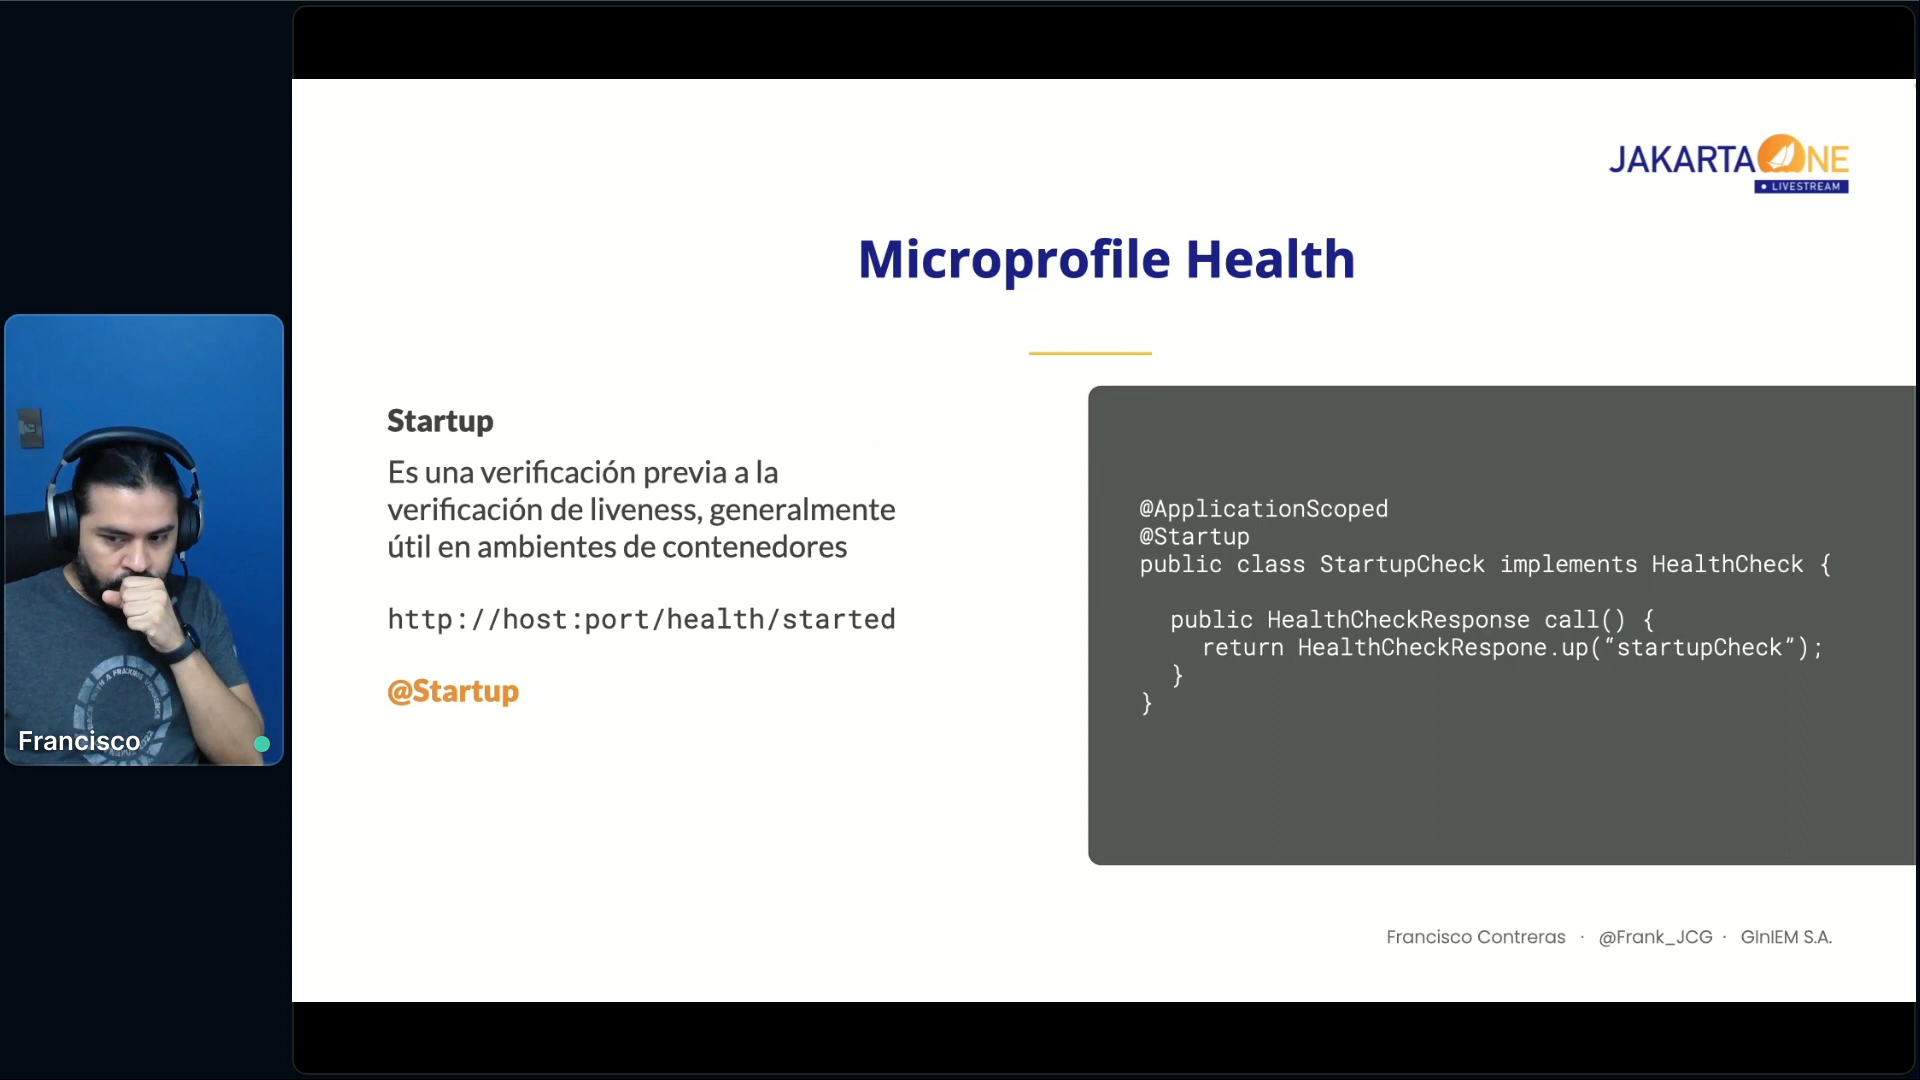 JAKARTAONE
LIVESTREAM
Microprofile Health
Startup
Es una verificación previa a la
verificación de liveness, generalmente
útil en ambientes de contenedores
http://host:port/health/started
@Startup
@ApplicationScoped
@Startup
public class StartupCheck implements HealthCheck {
public HealthCheckResponse call() {
return HealthCheckRespone.up(“startupCheck”);
}
}
Francisco
Francisco Contreras · @Frank_JCG · GInIEM S.A.